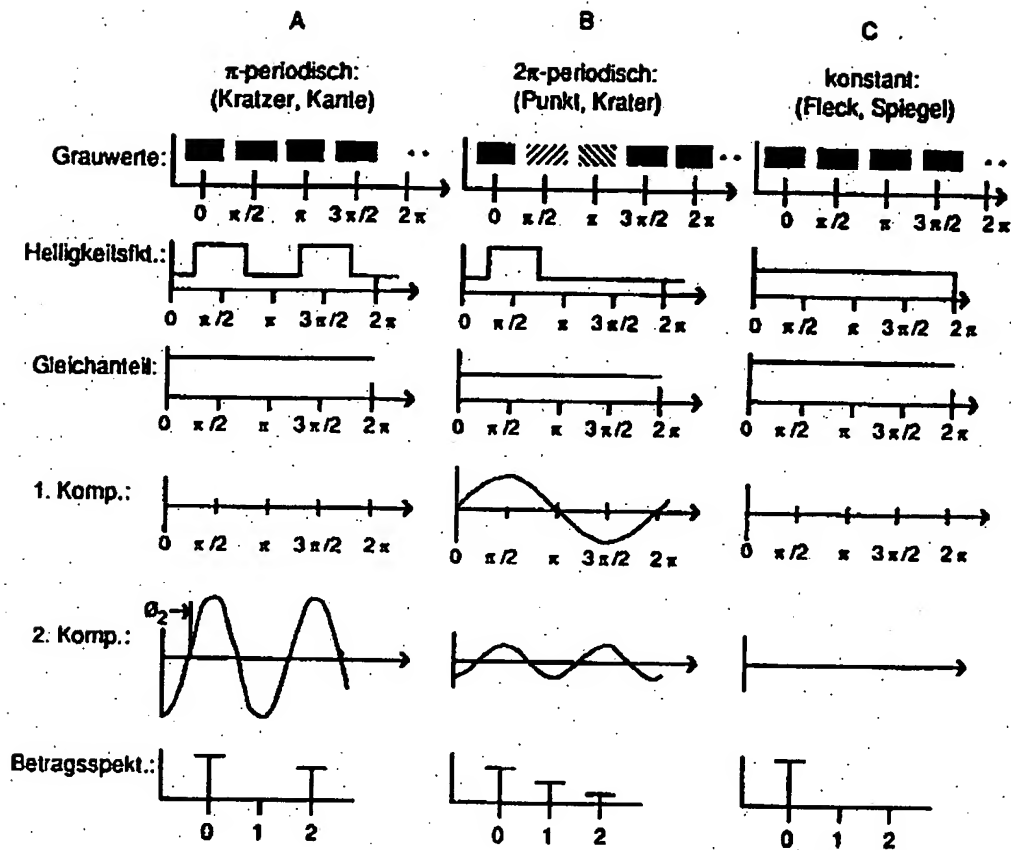 A B C
π-periodisch: 2π-periodisch: konstant:
(Kratzer, Kante) (Punkt, Krater) (Fleck, Spiegel)
Grauwerte:
0 π/2 π 3π/2 2π 0 π/2 π 3π/2 2π 0 π/2 π 3π/2 2π
Helligkeitsfkt.:
0 π/2 π 3π/2 2π 0 π/2 π 3π/2 2π 0 π/2 π 3π/2 2π
Gleichanteil:
0 π/2 π 3π/2 2π 0 π/2 π 3π/2 2π 0 π/2 π 3π/2 2π
1. Komp.:
0 π/2 π 3π/2 2π 0 π/2 π 3π/2 2π 0 π/2 π 3π/2 2π
Ø2
2. Komp.:
Betragsspekt.:
0 1 2 0 1 2 0 1 2